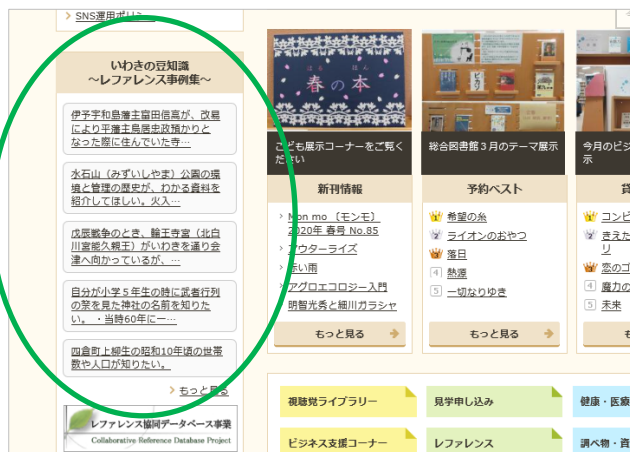 SNS運用ポリシー
いわきの豆知識
～レファレンス事例集～
伊予宇和島藩主富田信高が、改易
により平藩主鳥居忠政預かりと
なった際に住んでいた寺…
水石山（みずいしやま）公園の環
境と管理の歴史が、わかる資料を
紹介してほしい。火入…
戊辰戦争のとき、輪王寺宮（北白
川宮能久親王）がいわきを通り会
津へ向かっているが、…
自分が小学５年生の時に武者行列
の祭を見た神社の名前を知りた
い。・当時60年に一…
四倉町上柳生の昭和10年頃の世帯
数や人口が知りたい。
もっと見る
レファレンス協同データベース事業
Collaborative Reference Database Project
はる ほん
春の本
こども展示コーナーをご覧く
ださい
新刊情報
Mon mo 〔モンモ〕
2020年 春号 No.85
アウターライズ
赤い雨
アグロエコロジー入門
明智光秀と細川ガラシャ
もっと見る
総合図書館３月のテーマ展示
予約ベスト
1 希望の糸
2 ライオンのおやつ
3 落日
4 熱源
5 一切なりゆき
もっと見る
今月のビジ
示
貸
1 コンビ
2 きえた
リ
3 恋のゴ
4 魔力の
5 未来
も
視聴覚ライブラリー
見学申し込み
健康・医療
ビジネス支援コーナー
レファレンス
調べ物・資